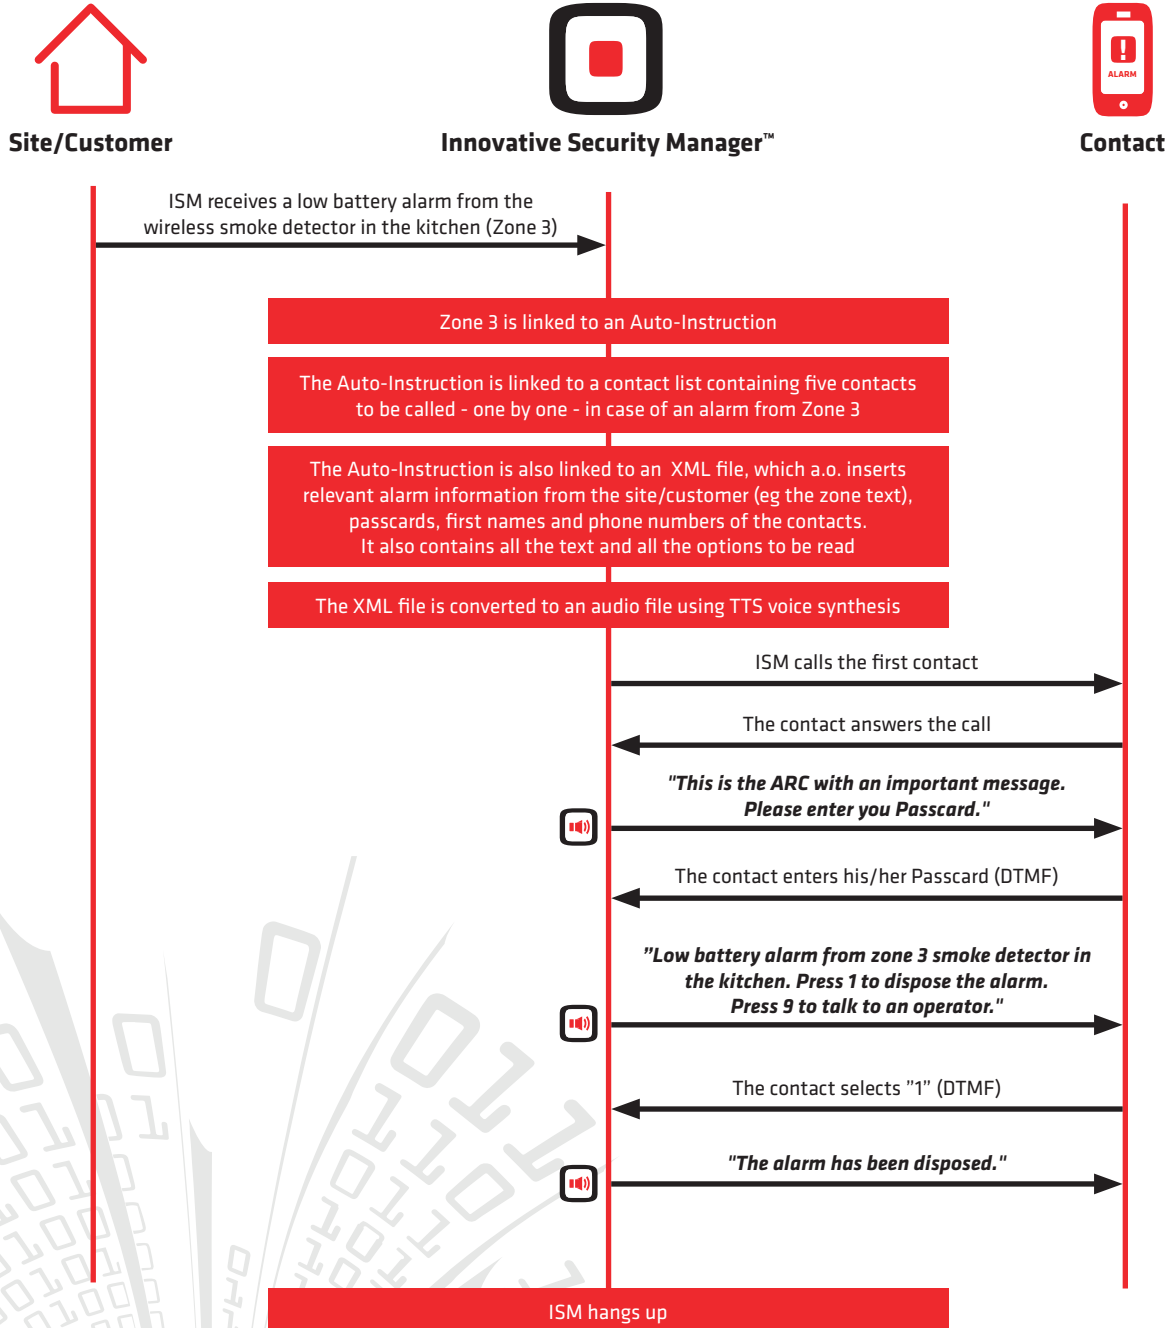 ALARM
Site/Customer
Innovative Security Manager™
Contact
ISM receives a low battery alarm from the
wireless smoke detector in the kitchen (Zone 3)
Zone 3 is linked to an Auto-Instruction
The Auto-Instruction is linked to a contact list containing five contacts
to be called - one by one - in case of an alarm from Zone 3
The Auto-Instruction is also linked to an XML file, which a.o. inserts
relevant alarm information from the site/customer (eg the zone text),
passcards, first names and phone numbers of the contacts.
It also contains all the text and all the options to be read
The XML file is converted to an audio file using TTS voice synthesis
ISM calls the first contact
The contact answers the call
"This is the ARC with an important message.
Please enter you Passcard."
The contact enters his/her Passcard (DTMF)
”Low battery alarm from zone 3 smoke detector in
the kitchen. Press 1 to dispose the alarm.
Press 9 to talk to an operator."
The contact selects ”1” (DTMF)
"The alarm has been disposed."
ISM hangs up